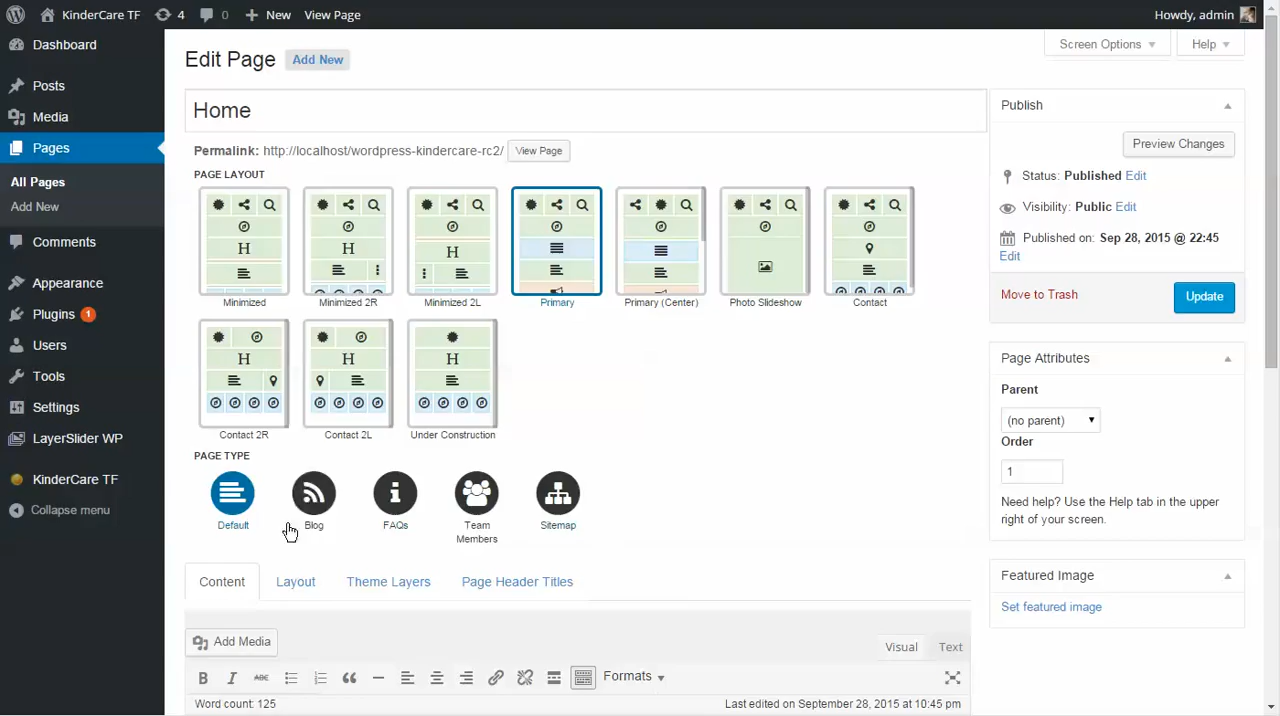 KinderCare TF 4 0 New View Page Howdy, admin
Dashboard
Posts
Media
Pages
All Pages
Add New
Comments
Appearance
Plugins 1
Users
Tools
Settings
LayerSlider WP
KinderCare TF
Collapse menu
Screen Options Help
Edit Page Add New
Home
Permalink: http://localhost/wordpress-kindercare-rc2/ View Page
PAGE LAYOUT
H H H
Minimized Minimized 2R Minimized 2L Primary Primary (Center) Photo Slideshow Contact
H H H
Contact 2R Contact 2L Under Construction
PAGE TYPE
Default Blog FAQs Team Members Sitemap
Content Layout Theme Layers Page Header Titles
Add Media
Visual Text
B I ABC Formats
Word count: 125 Last edited on September 28, 2015 at 10:45 pm
Publish
Preview Changes
Status: Published Edit
Visibility: Public Edit
Published on: Sep 28, 2015 @ 22:45
Edit
Move to Trash Update
Page Attributes
Parent
(no parent)
Order
1
Need help? Use the Help tab in the upper
right of your screen.
Featured Image
Set featured image